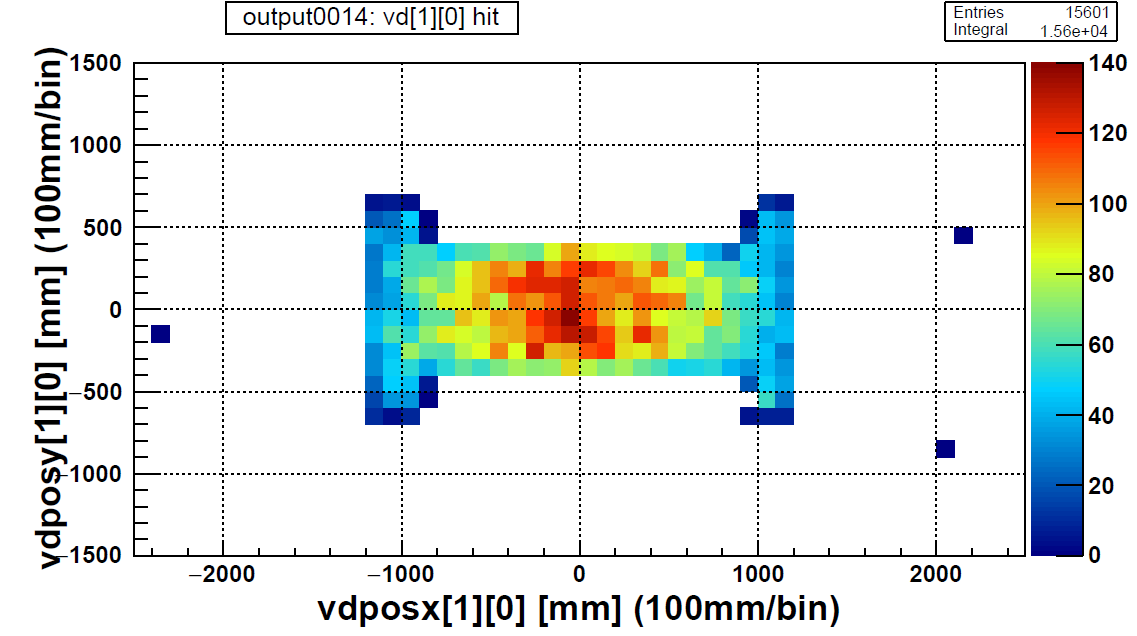 output0014: vd[1][0] hit
Entries 15601
Integral 1.56e+04
vdposy[1][0] [mm] (100mm/bin)
1500
1000
500
0
−500
−1000
−1500
−2000 −1000 0 1000 2000
vdposx[1][0] [mm] (100mm/bin)
140
120
100
80
60
40
20
0